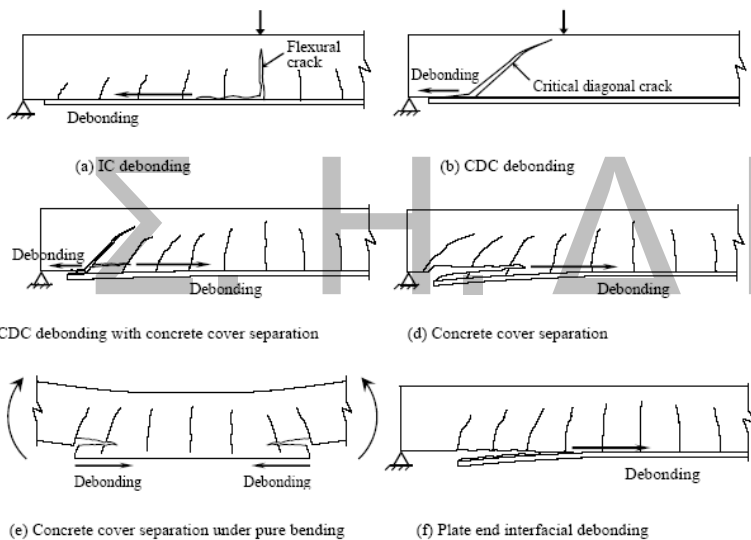 Flexural
crack
Debonding
(a) IC debonding
Debonding
Critical diagonal crack
(b) CDC debonding
Debonding
Debonding
CDC debonding with concrete cover separation
Debonding
(d) Concrete cover separation
Debonding
Debonding
(e) Concrete cover separation under pure bending
Debonding
(f) Plate end interfacial debonding